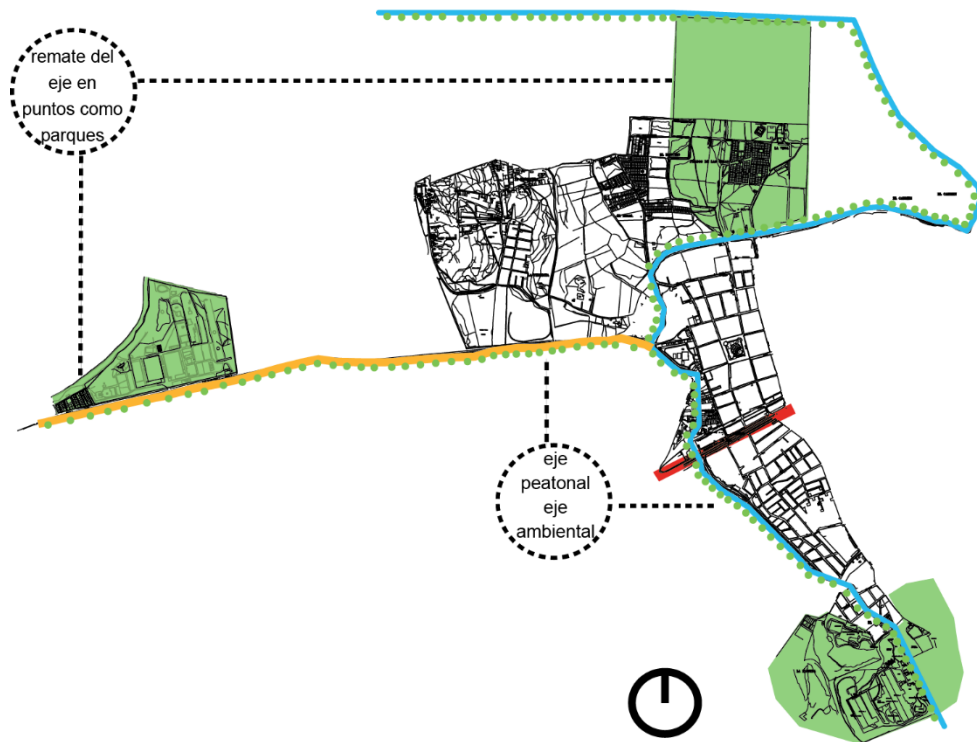 remate del
eje en
puntos como
parques
eje
peatonal
eje
ambiental